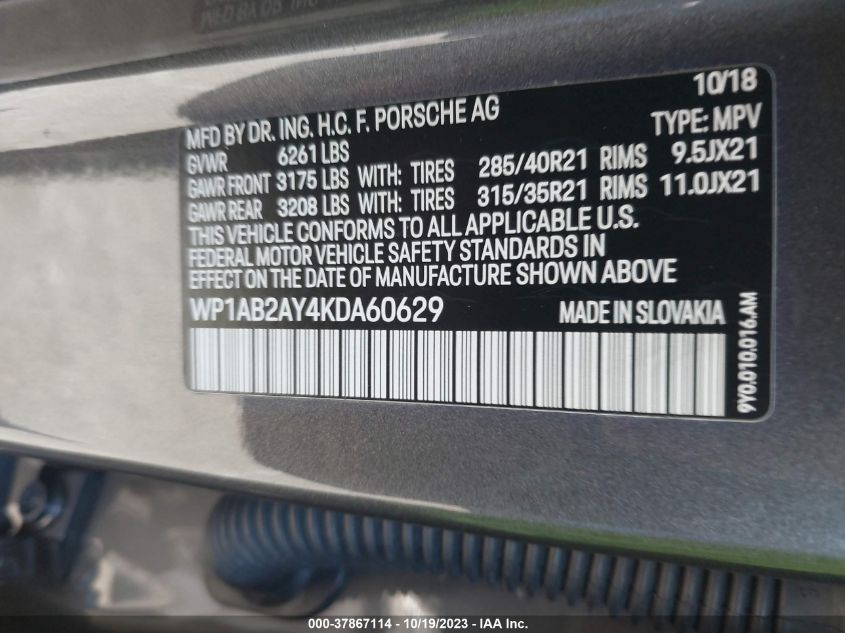 10/18
MFD BY DR. ING. H.C. F. PORSCHE AG TYPE: MPV
GVWR 6261 LBS
GAWR FRONT 3175 LBS WITH: TIRES 285/40R21 RIMS 9.5JX21
GAWR REAR 3208 LBS WITH: TIRES 315/35R21 RIMS 11.0JX21
THIS VEHICLE CONFORMS TO ALL APPLICABLE U.S.
FEDERAL MOTOR VEHICLE SAFETY STANDARDS IN
EFFECT ON THE DATE OF MANUFACTURE SHOWN ABOVE
WP1AB2AY4KDA60629 MADE IN SLOVAKIA
9Y0.010.016.AM
000-37867114 - 10/19/2023 - IAA Inc.